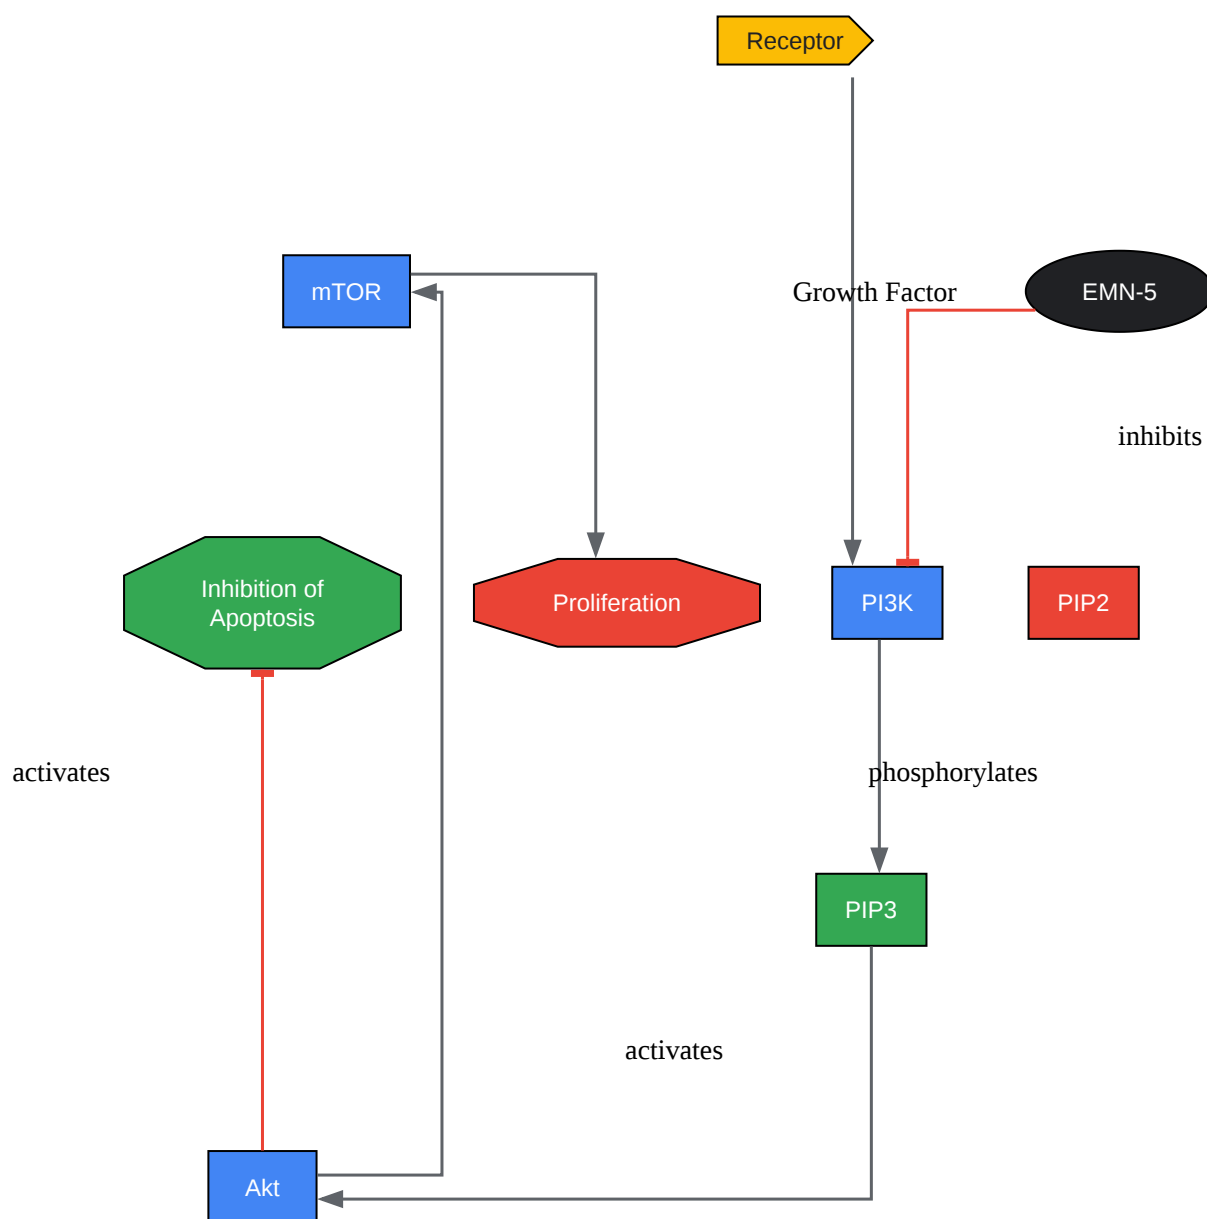 Receptor
mTOR
Growth Factor
EMN-5
inhibits
Inhibition of
Apoptosis
Proliferation
PI3K
PIP2
activates
phosphorylates
PIP3
activates
Akt